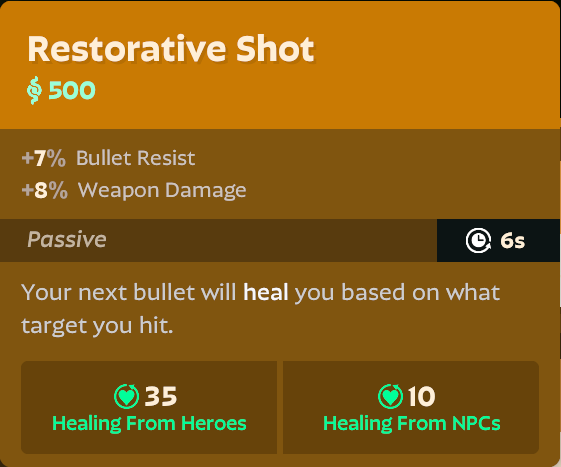 Restorative Shot
500
+7% Bullet Resist
+8% Weapon Damage
Passive 6s
Your next bullet will heal you based on what
target you hit.
35
Healing From Heroes
10
Healing From NPCs